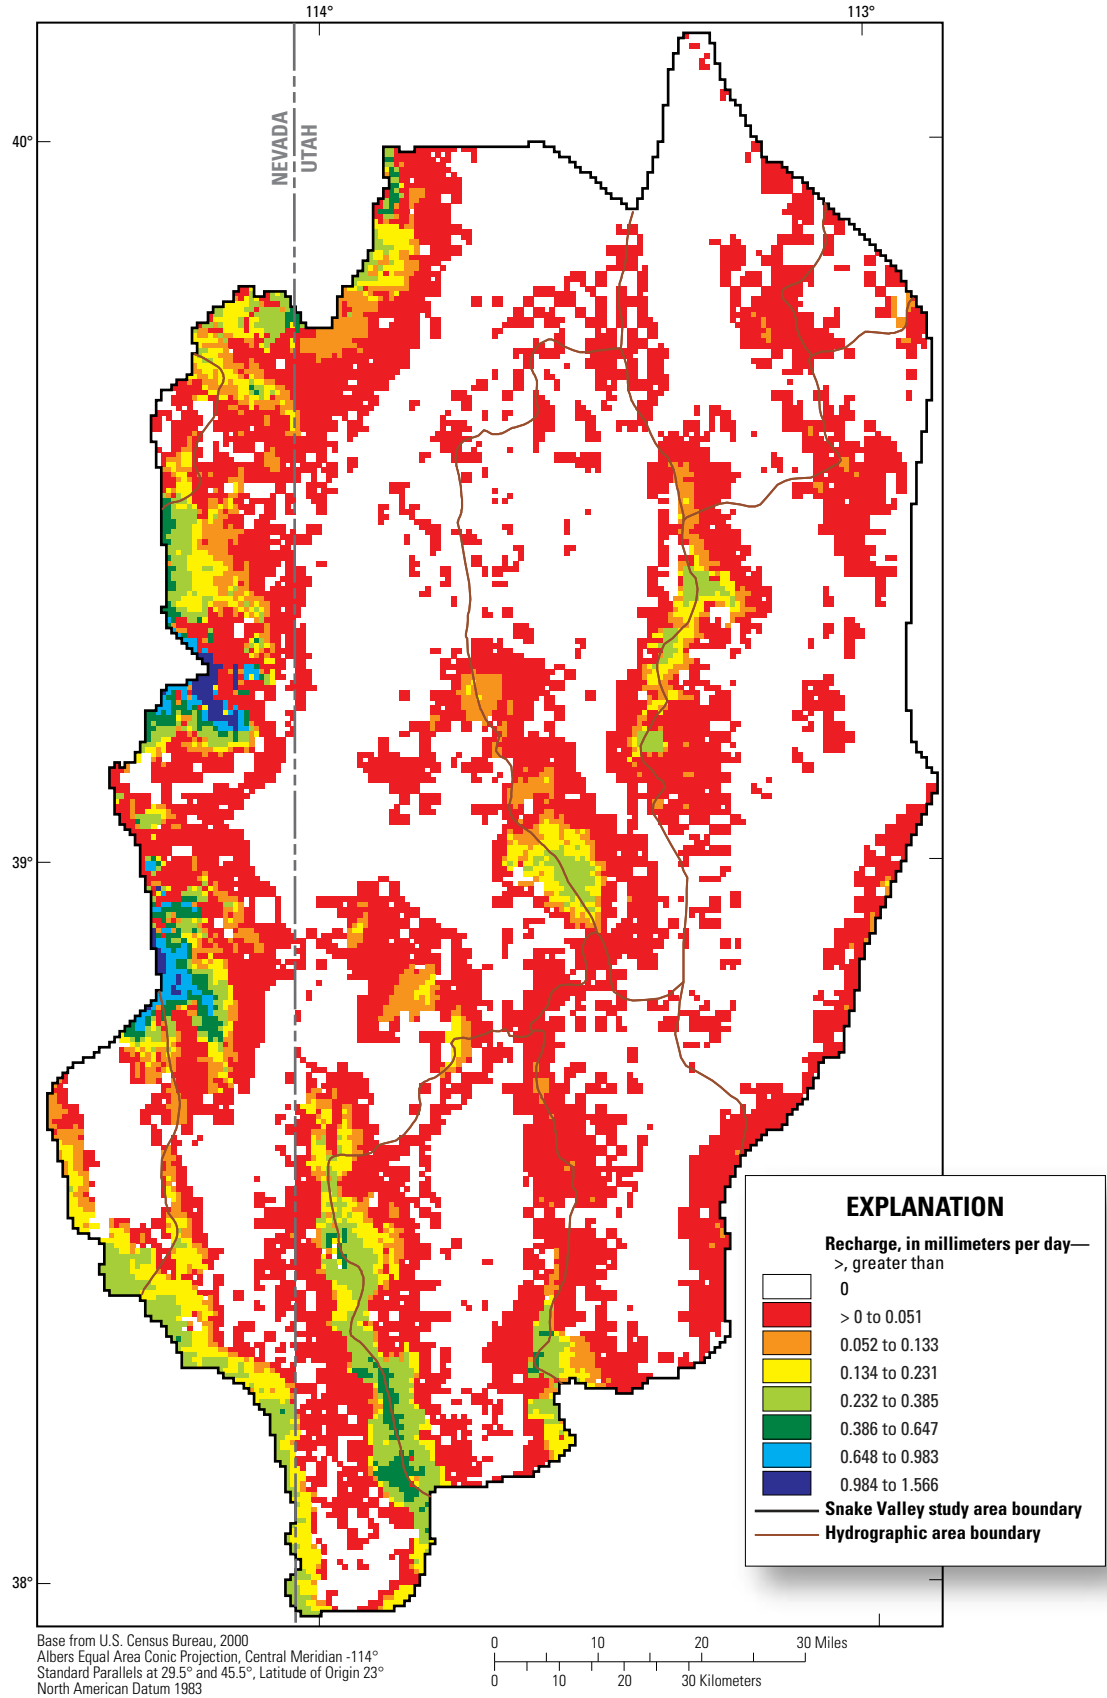 114° 113°
40°
NEVADA
UTAH
39°
38°
EXPLANATION
Recharge, in millimeters per day—
>, greater than
0
> 0 to 0.051
0.052 to 0.133
0.134 to 0.231
0.232 to 0.385
0.386 to 0.647
0.648 to 0.983
0.984 to 1.566
Snake Valley study area boundary
Hydrographic area boundary
Base from U.S. Census Bureau, 2000
Albers Equal Area Conic Projection, Central Meridian -114°
Standard Parallels at 29.5° and 45.5°, Latitude of Origin 23°
North American Datum 1983
0 10 20 30 Miles
0 10 20 30 Kilometers